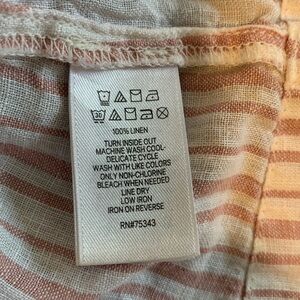 30
100% LINEN
TURN INSIDE OUT
MACHINE WASH COOL-
DELICATE CYCLE
WASH WITH LIKE COLORS
ONLY NON-CHLORINE
BLEACH WHEN NEEDED
LINE DRY
LOW IRON
IRON ON REVERSE
RN#75343